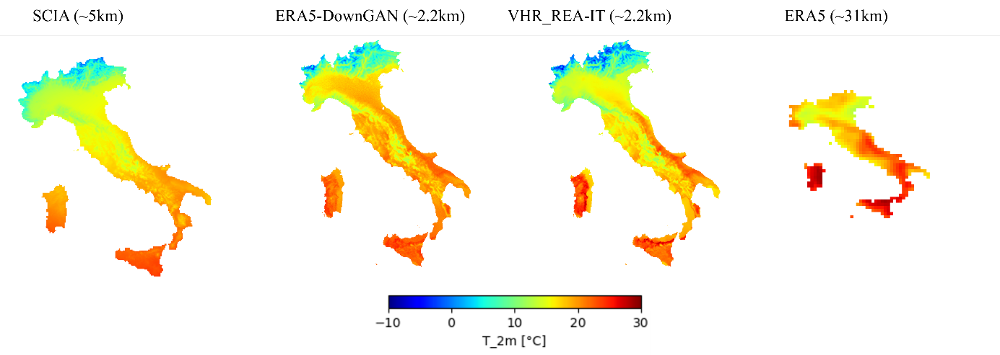 SCIA (~5km) ERA5-DownGAN (~2.2km) VHR_REA-IT (~2.2km) ERA5 (~31km)
−10 0 10 20 30
T_2m [°C]